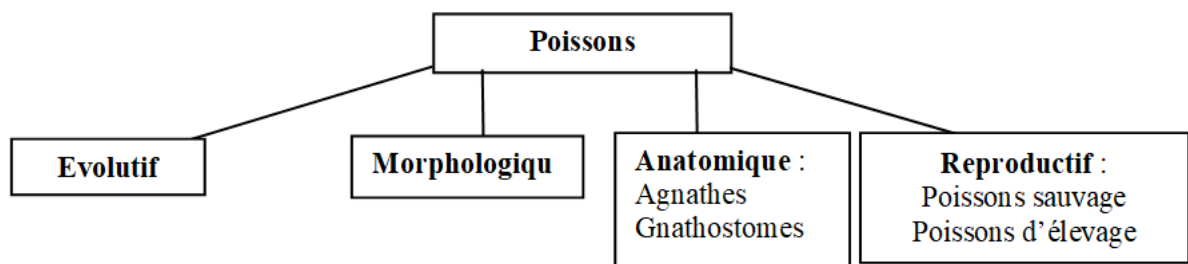 Poissons
Evolutif
Morphologiqu
Anatomique :
Agnathes
Gnathostomes
Reproductif :
Poissons sauvage
Poissons d’élevage